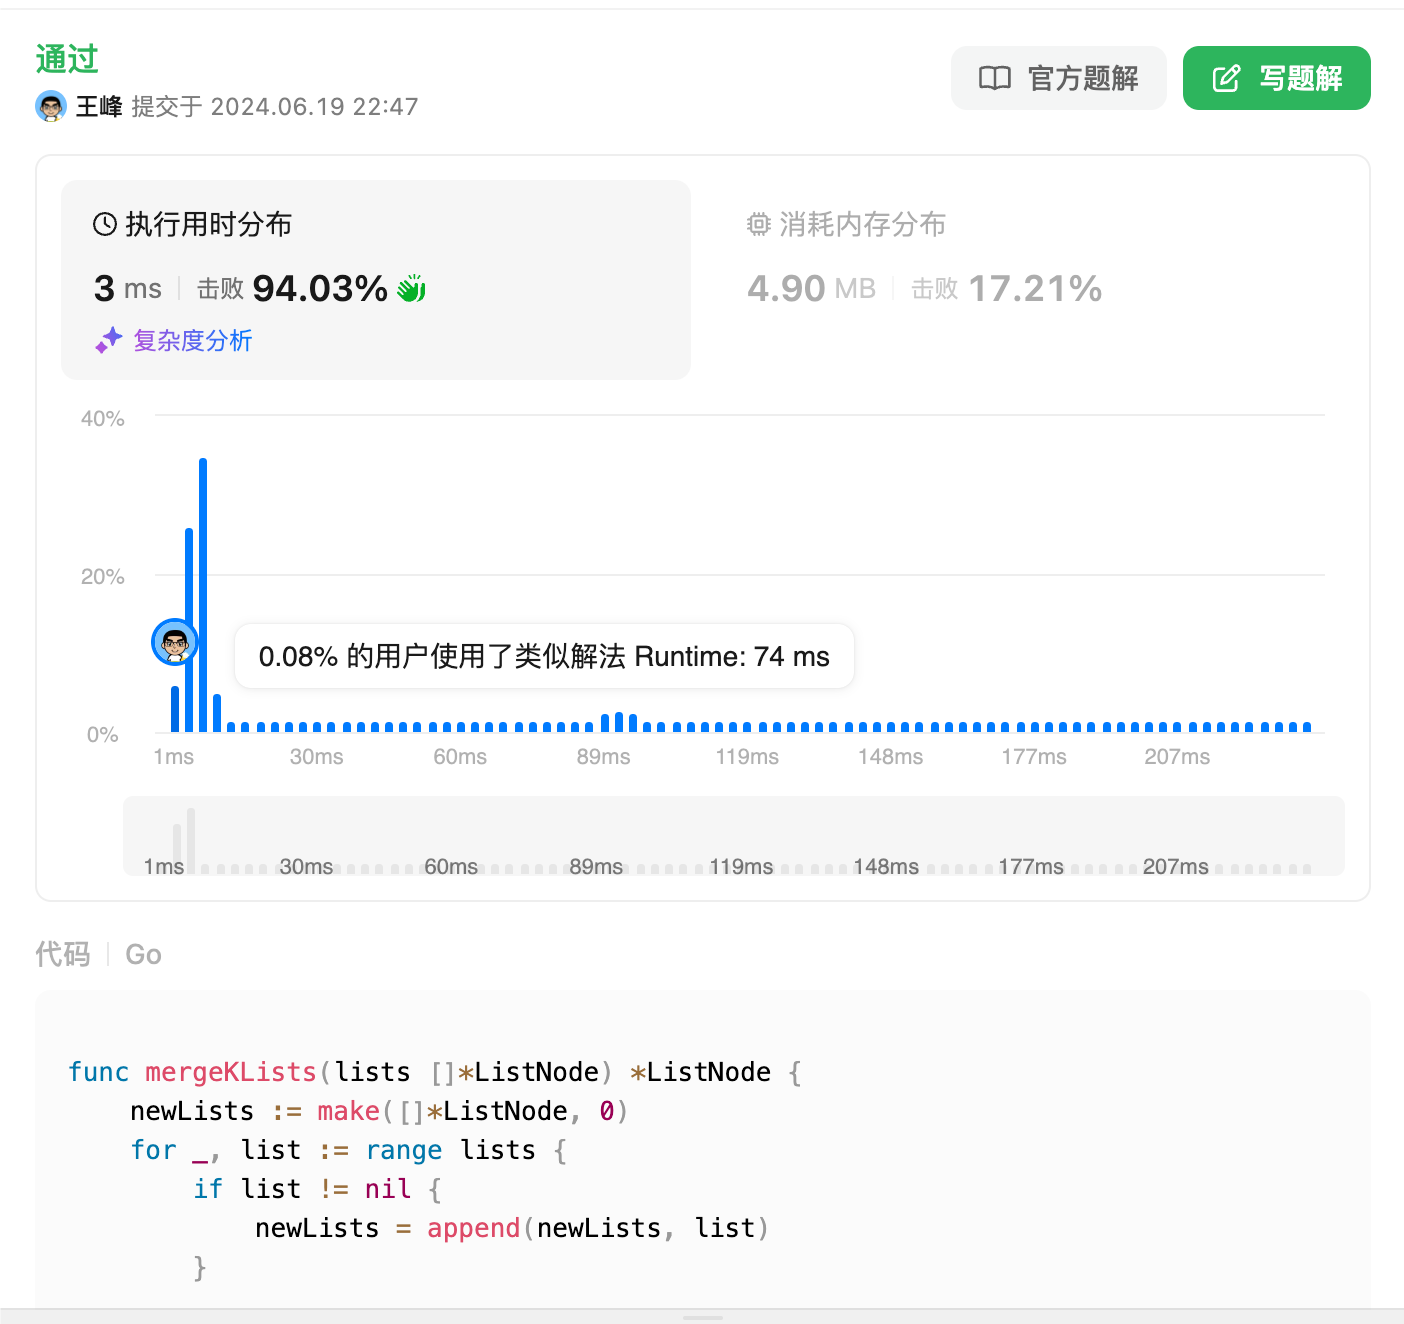 通过
官方题解
写题解
王峰 提交于 2024.06.19 22:47
执行用时分布
消耗内存分布
3 ms 击败 94.03%
4.90 MB 击败 17.21%
复杂度分析
40%
20%
0.08% 的用户使用了类似解法 Runtime: 74 ms
0%
1ms 30ms 60ms 89ms 119ms 148ms 177ms 207ms
1ms 30ms 60ms 89ms 119ms 148ms 177ms 207ms
代码 Go
func mergeKLists(lists []*ListNode) *ListNode {
    newLists := make([]*ListNode, 0)
    for _, list := range lists {
        if list != nil {
            newLists = append(newLists, list)
        }